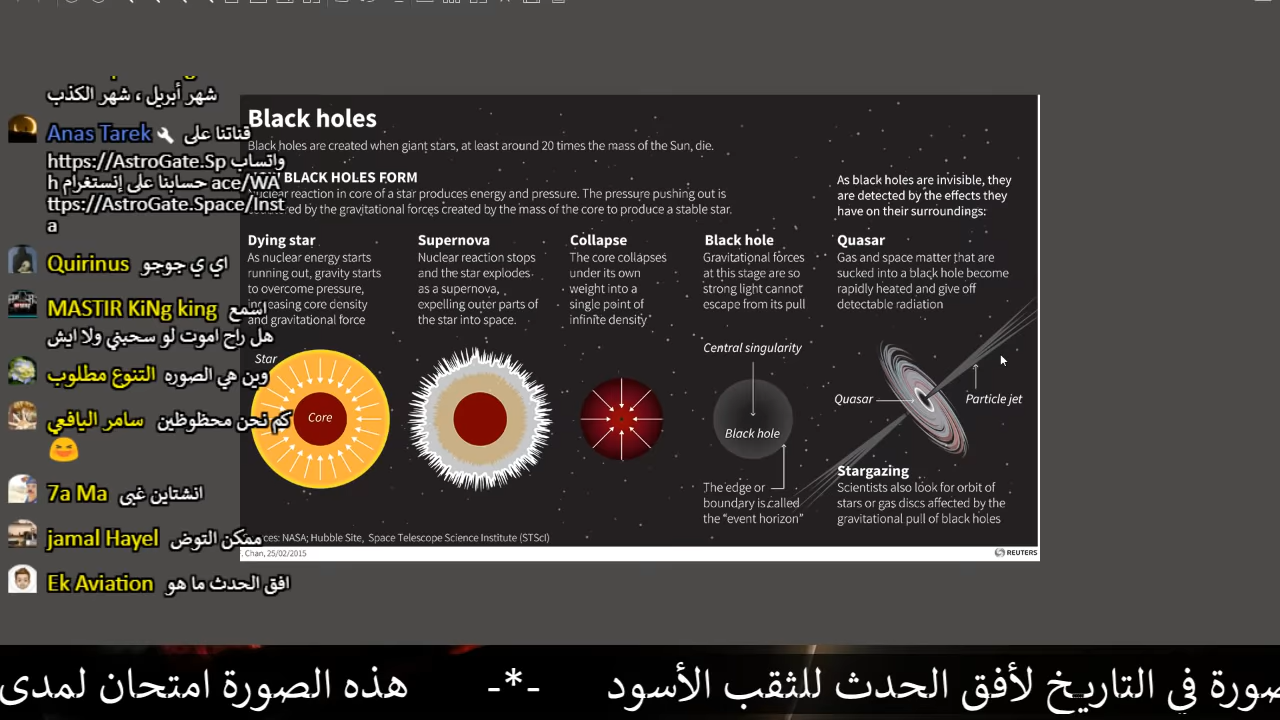 شهر أبريل ، شهر الكذب
Anas Tarek قناتنا على
واتساب https://AstroGate.Sp
ace/WA حسابنا على إنستغرام h
ttps://AstroGate.Space/Inst
a
Quirinus اي ي جوجو
MASTIR KiNg king اسمع
هل راح اموت لو سحبني ولا ايش
التنوع مطلوب وين هي الصوره
سامر اليافعي كم نحن محظوظين
7a Ma انشتاين غبى
jamal Hayel ممكن التوض
Ek Aviation افق الحدث ما هو
Black holes
Black holes are created when giant stars, at least around 20 times the mass of the Sun, die.
BLACK HOLES FORM
reaction in core of a star produces energy and pressure. The pressure pushing out is
by the gravitational forces created by the mass of the core to produce a stable star.
As black holes are invisible, they
are detected by the effects they
have on their surroundings:
Dying star
As nuclear energy starts
running out, gravity starts
to overcome pressure,
increasing core density
and gravitational force
Supernova
Nuclear reaction stops
and the star explodes
as a supernova,
expelling outer parts of
the star into space.
Collapse
The core collapses
under its own
weight into a
single point of
infinite density
Black hole
Gravitational forces
at this stage are so
strong light cannot
escape from its pull
Quasar
Gas and space matter that are
sucked into a black hole become
rapidly heated and give off
detectable radiation
Star
Core
Central singularity
Black hole
The edge or
boundary is called
the “event horizon”
Quasar
Particle jet
Stargazing
Scientists also look for orbit of
stars or gas discs affected by the
gravitational pull of black holes
NASA; Hubble Site, Space Telescope Science Institute (STScI)
Chan, 25/02/2015
REUTERS
صورة في التاريخ لأفق الحدث للثقب الأسود -*- هذه الصورة امتحان لمدى